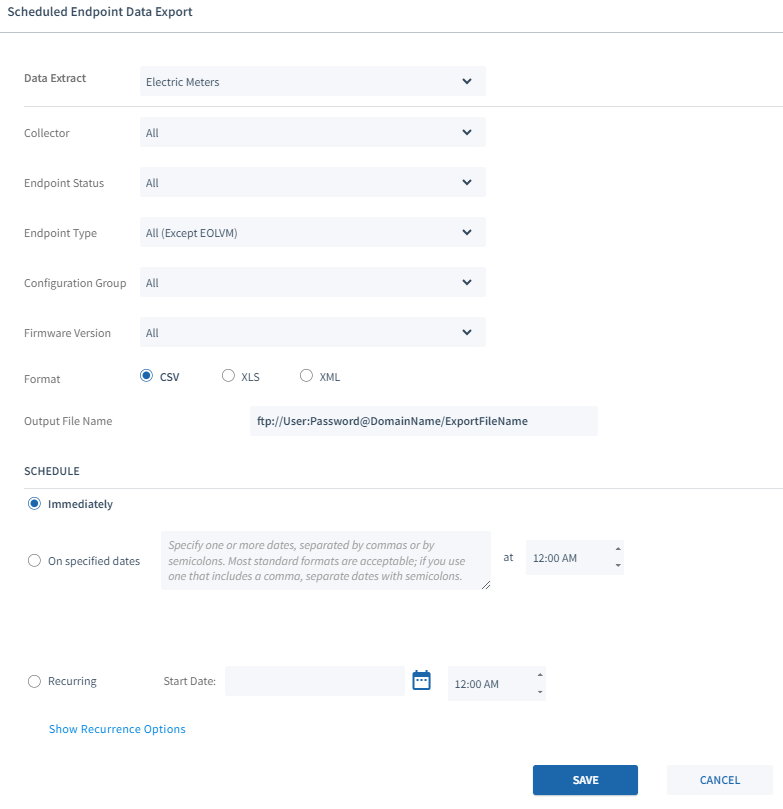 Scheduled Endpoint Data Export
Data Extract
Electric Meters
Collector
All
Endpoint Status
All
Endpoint Type
All (Except EOLVM)
Configuration Group
All
Firmware Version
All
Format
CSV
XLS
XML
Output File Name
ftp://User:Password@DomainName/ExportFileName
SCHEDULE
Immediately
On specified dates
Specify one or more dates, separated by commas or by
semicolons. Most standard formats are acceptable; if you use
one that includes a comma, separate dates with semicolons.
at
12:00 AM
Recurring
Start Date:
12:00 AM
Show Recurrence Options
SAVE
CANCEL